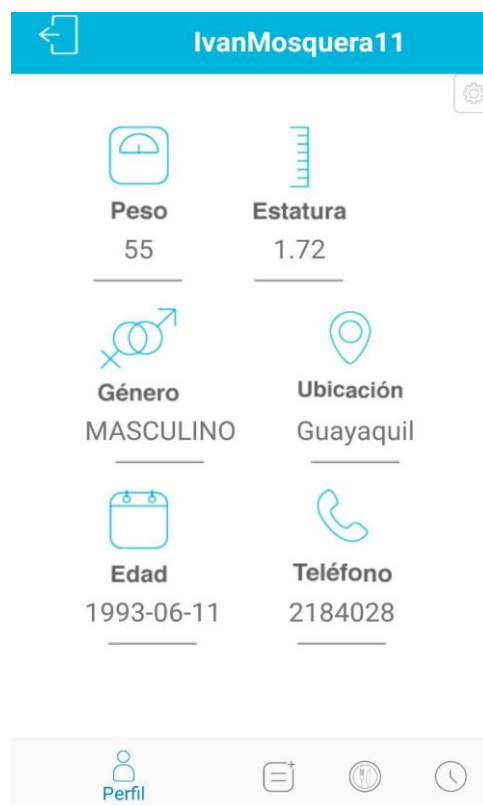 IvanMosquera11
Peso Estatura
55 1.72
Género Ubicación
MASCULINO Guayaquil
Edad Teléfono
1993-06-11 2184028
Perfil